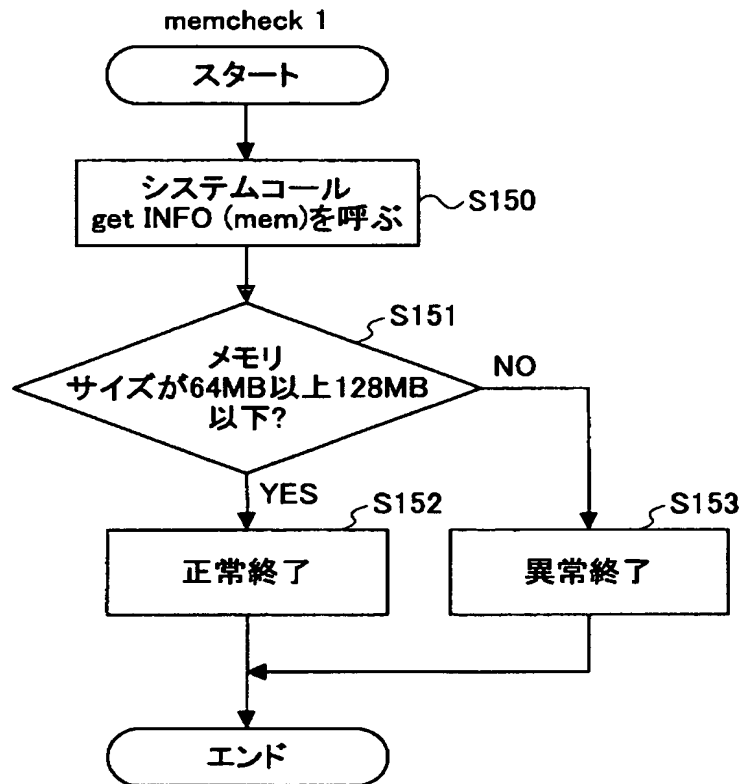 memcheck 1
スタート
システムコール
get INFO (mem)を呼ぶ
S150
S151
メモリ
サイズが64MB以上128MB
以下?
NO
YES
S152
S153
正常終了
異常終了
エンド